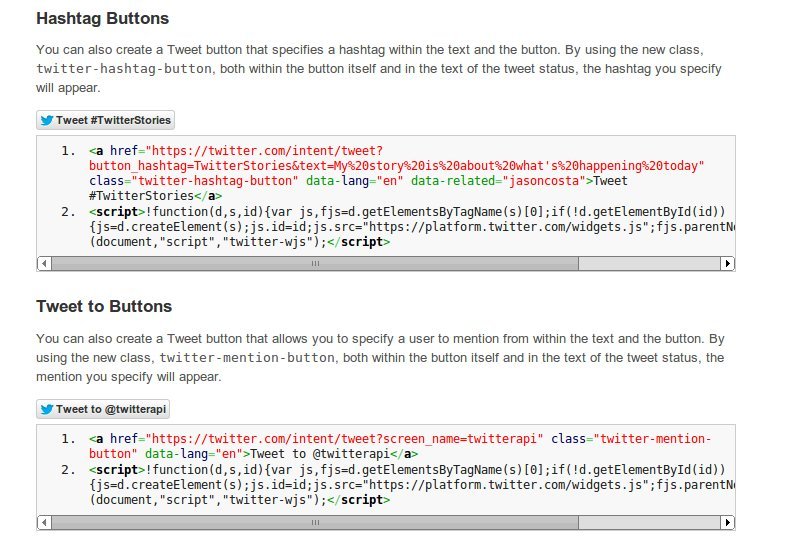 Hashtag Buttons
You can also create a Tweet button that specifies a hashtag within the text and the button. By using the new class,
twitter-hashtag-button, both within the button itself and in the text of the tweet status, the hashtag you specify
will appear.
Tweet #TwitterStories
1. <a href="https://twitter.com/intent/tweet?
button_hashtag=TwitterStories&text=My%20story%20is%20about%20what's%20happening%20today"
class="twitter-hashtag-button" data-lang="en" data-related="jasoncosta">Tweet
#TwitterStories</a>
2. <script>!function(d,s,id){var js,fjs=d.getElementsByTagName(s)[0];if(!d.getElementById(id))
{js=d.createElement(s);js.id=id;js.src="https://platform.twitter.com/widgets.js";fjs.parentNo
(document,"script","twitter-wjs");</script>
Tweet to Buttons
You can also create a Tweet button that allows you to specify a user to mention from within the text and the button. By
using the new class, twitter-mention-button, both within the button itself and in the text of the tweet status, the
mention you specify will appear.
Tweet to @twitterapi
1. <a href="https://twitter.com/intent/tweet?screen_name=twitterapi" class="twitter-mention-
button" data-lang="en">Tweet to @twitterapi</a>
2. <script>!function(d,s,id){var js,fjs=d.getElementsByTagName(s)[0];if(!d.getElementById(id))
{js=d.createElement(s);js.id=id;js.src="https://platform.twitter.com/widgets.js";fjs.parentNo
(document,"script","twitter-wjs");</script>